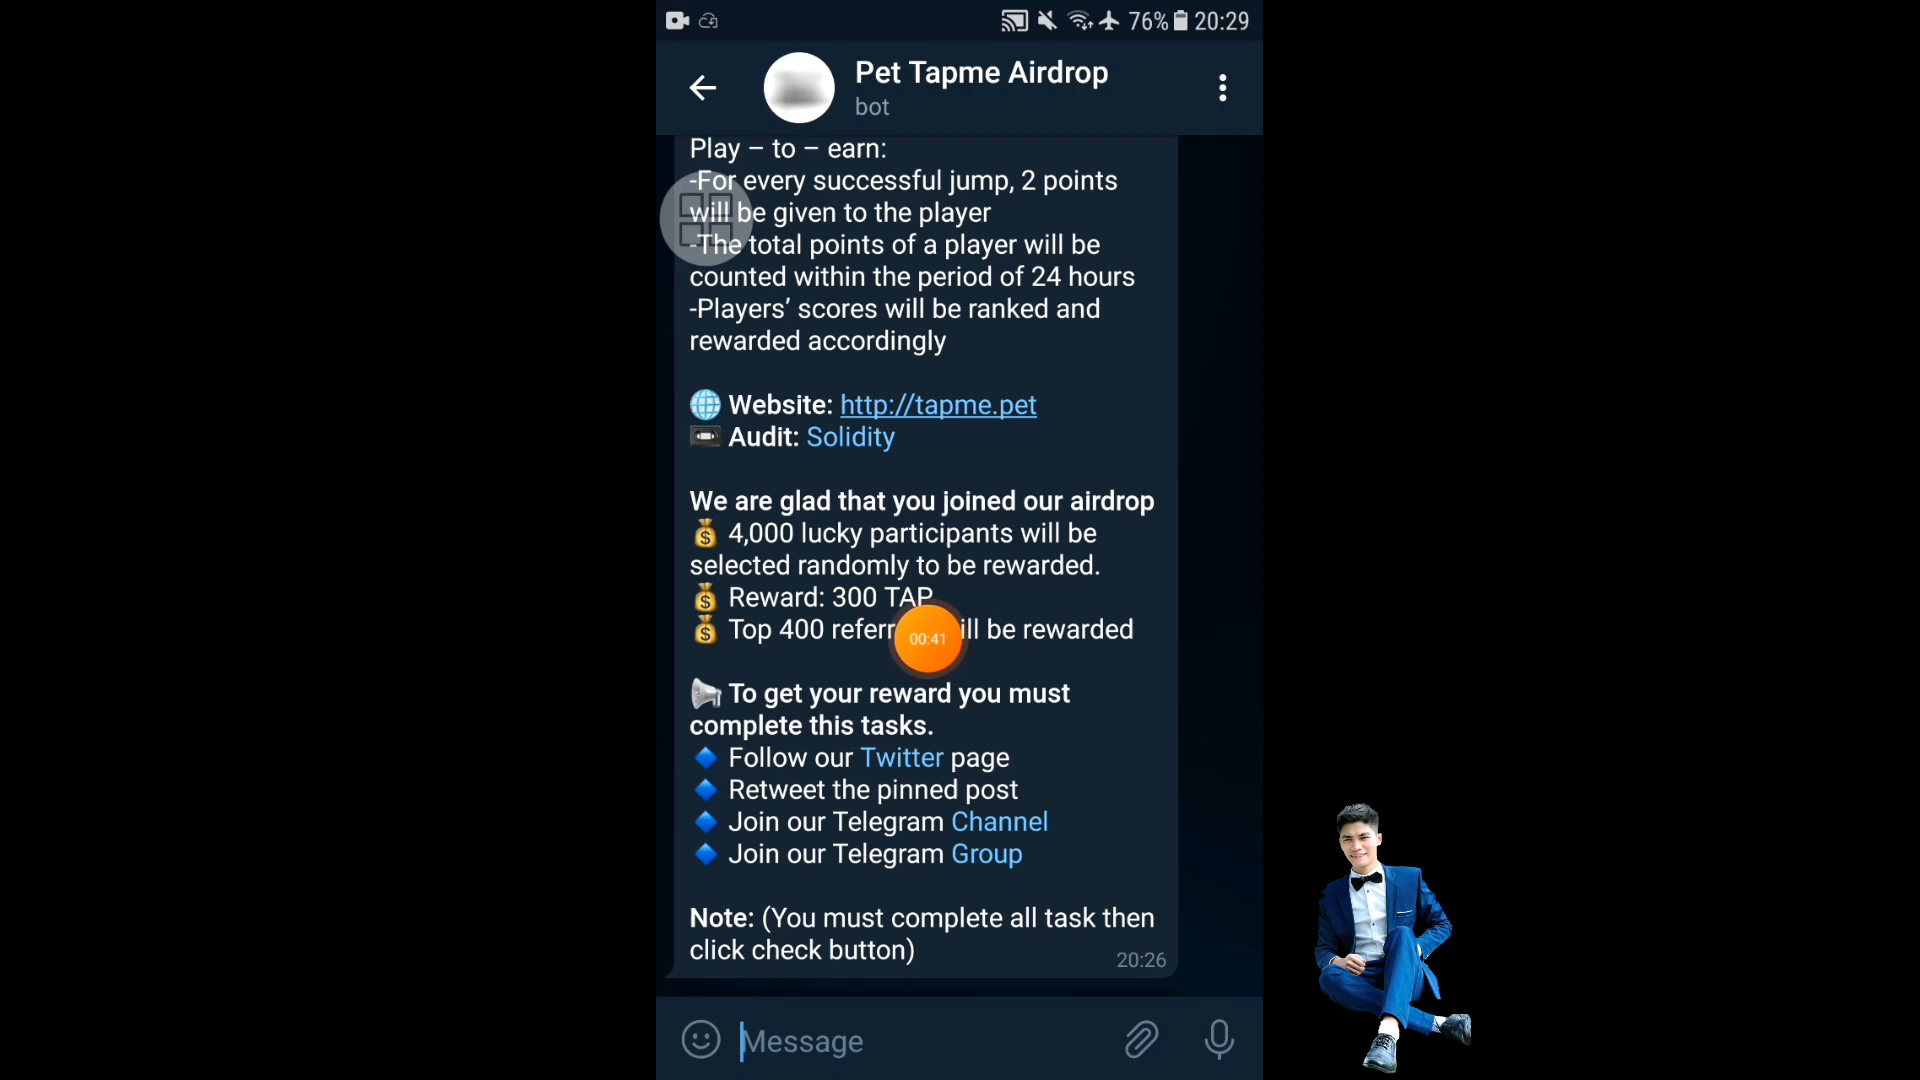 76% 20:29
Pet Tapme Airdrop
bot
Play – to – earn:
-For every successful jump, 2 points
will be given to the player
-The total points of a player will be
counted within the period of 24 hours
-Players’ scores will be ranked and
rewarded accordingly
Website: http://tapme.pet
Audit: Solidity
We are glad that you joined our airdrop
4,000 lucky participants will be
selected randomly to be rewarded.
Reward: 300 TAP
Top 400 referr ill be rewarded
00:41
To get your reward you must
complete this tasks.
Follow our Twitter page
Retweet the pinned post
Join our Telegram Channel
Join our Telegram Group
Note: (You must complete all task then
click check button)
20:26
Message